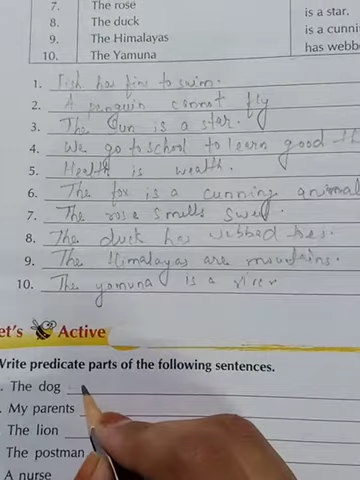 7. The rose
8. The duck
9. The Himalayas
10. The Yamuna
is a star.
is a cunni
has webb
1. Fish has fins to swim.
2. A penguin cannot fly
3. The Sun is a star.
4. We go to school to learn good th
5. Health is wealth.
6. The fox is a cunning animal
7. The rose smells
8. The duck has webbed
9. The Himalayas are mountains.
10. The yamuna is a river
et's Active
Write predicate parts of the following sentences.
. The dog
. My parents
The lion
The postman
A nurse